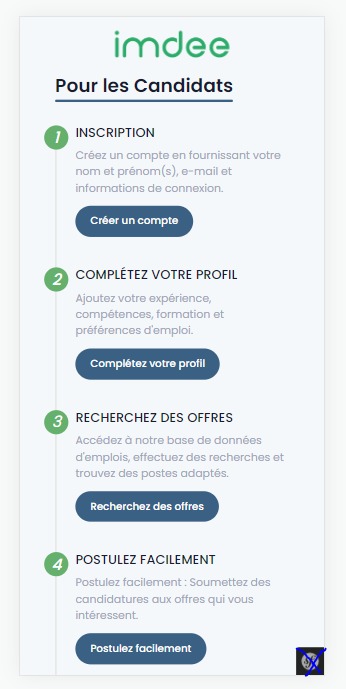 imdee
Pour les Candidats
1 INSCRIPTION
Créez un compte en fournissant votre
nom et prénom(s), e-mail et
informations de connexion.
Créer un compte
2 COMPLÉTEZ VOTRE PROFIL
Ajoutez votre expérience,
compétences, formation et
préférences d'emploi.
Complétez votre profil
3 RECHERCHEZ DES OFFRES
Accédez à notre base de données
d'emplois, effectuez des recherches et
trouvez des postes adaptés.
Recherchez des offres
4 POSTULEZ FACILEMENT
Postulez facilement : Soumettez des
candidatures aux offres qui vous
intéressent.
Postulez facilement